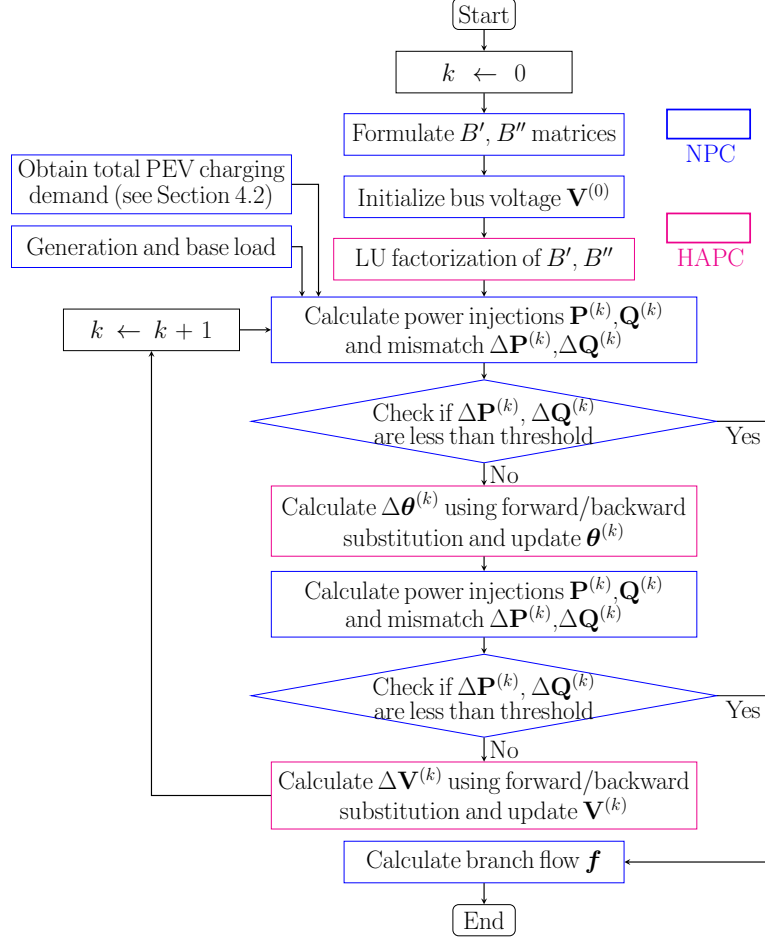 Start
k ← 0
Formulate B′, B″ matrices
NPC
Obtain total PEV charging
demand (see Section 4.2)
Initialize bus voltage V⁽⁰⁾
Generation and base load
LU factorization of B′, B″
HAPC
k ← k + 1
Calculate power injections P⁽ᵏ⁾,Q⁽ᵏ⁾
and mismatch ΔP⁽ᵏ⁾,ΔQ⁽ᵏ⁾
Check if ΔP⁽ᵏ⁾, ΔQ⁽ᵏ⁾
are less than threshold
Yes
No
Calculate Δθ⁽ᵏ⁾ using forward/backward
substitution and update θ⁽ᵏ⁾
Calculate power injections P⁽ᵏ⁾,Q⁽ᵏ⁾
and mismatch ΔP⁽ᵏ⁾,ΔQ⁽ᵏ⁾
Check if ΔP⁽ᵏ⁾, ΔQ⁽ᵏ⁾
are less than threshold
Yes
No
Calculate ΔV⁽ᵏ⁾ using forward/backward
substitution and update V⁽ᵏ⁾
Calculate branch flow f
End